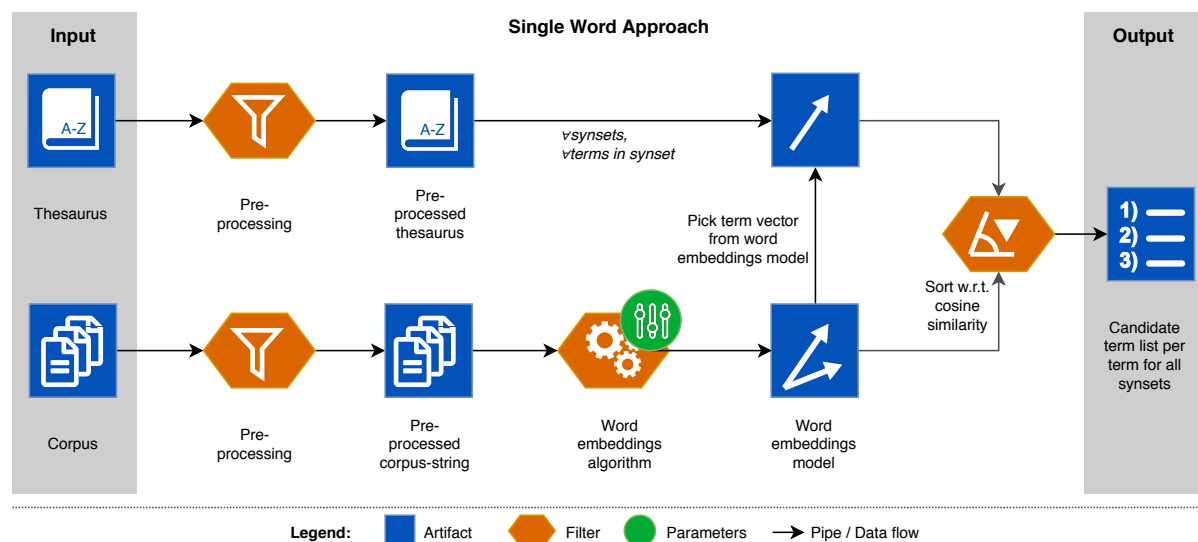 Input
Single Word Approach
Output
A-Z
A-Z
∀synsets,
∀terms in synset
Thesaurus
Pre-
processing
Pre-
processed
thesaurus
Pick term vector
from word
embeddings model
1)
2)
3)
Sort w.r.t.
cosine
similarity
Candidate
term list per
term for all
synsets
Corpus
Pre-
processing
Pre-
processed
corpus-string
Word
embeddings
algorithm
Word
embeddings
model
Legend:
Artifact
Filter
Parameters
Pipe / Data flow